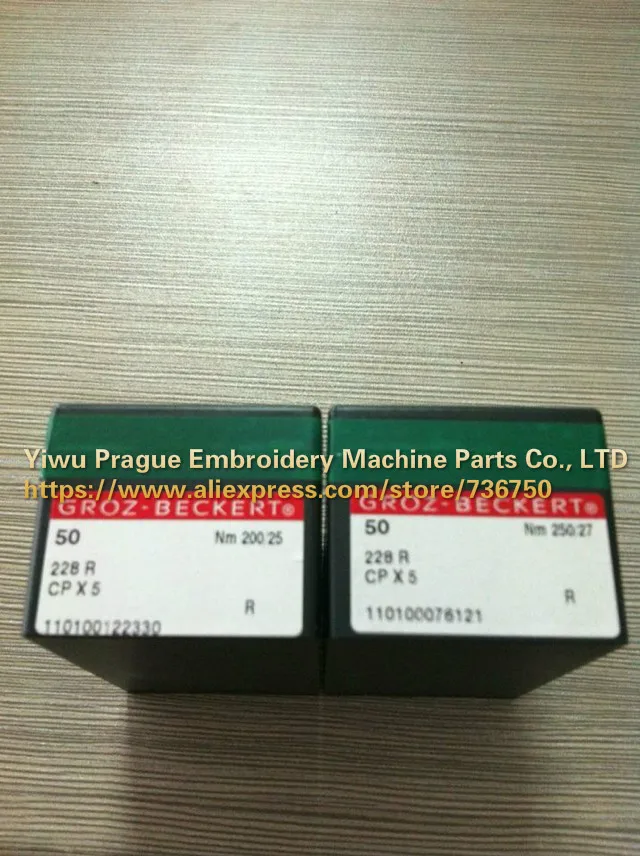 Yiwu Prague Embroidery Machine Parts Co., LTD
https://www.aliexpress.com/store/736750
GROZ-BECKERT®
50 Nm 200/25
228 R
CP X 5
R
110100122330
GROZ-BECKERT®
50 Nm 250/27
228 R
CP X 5
R
110100076121